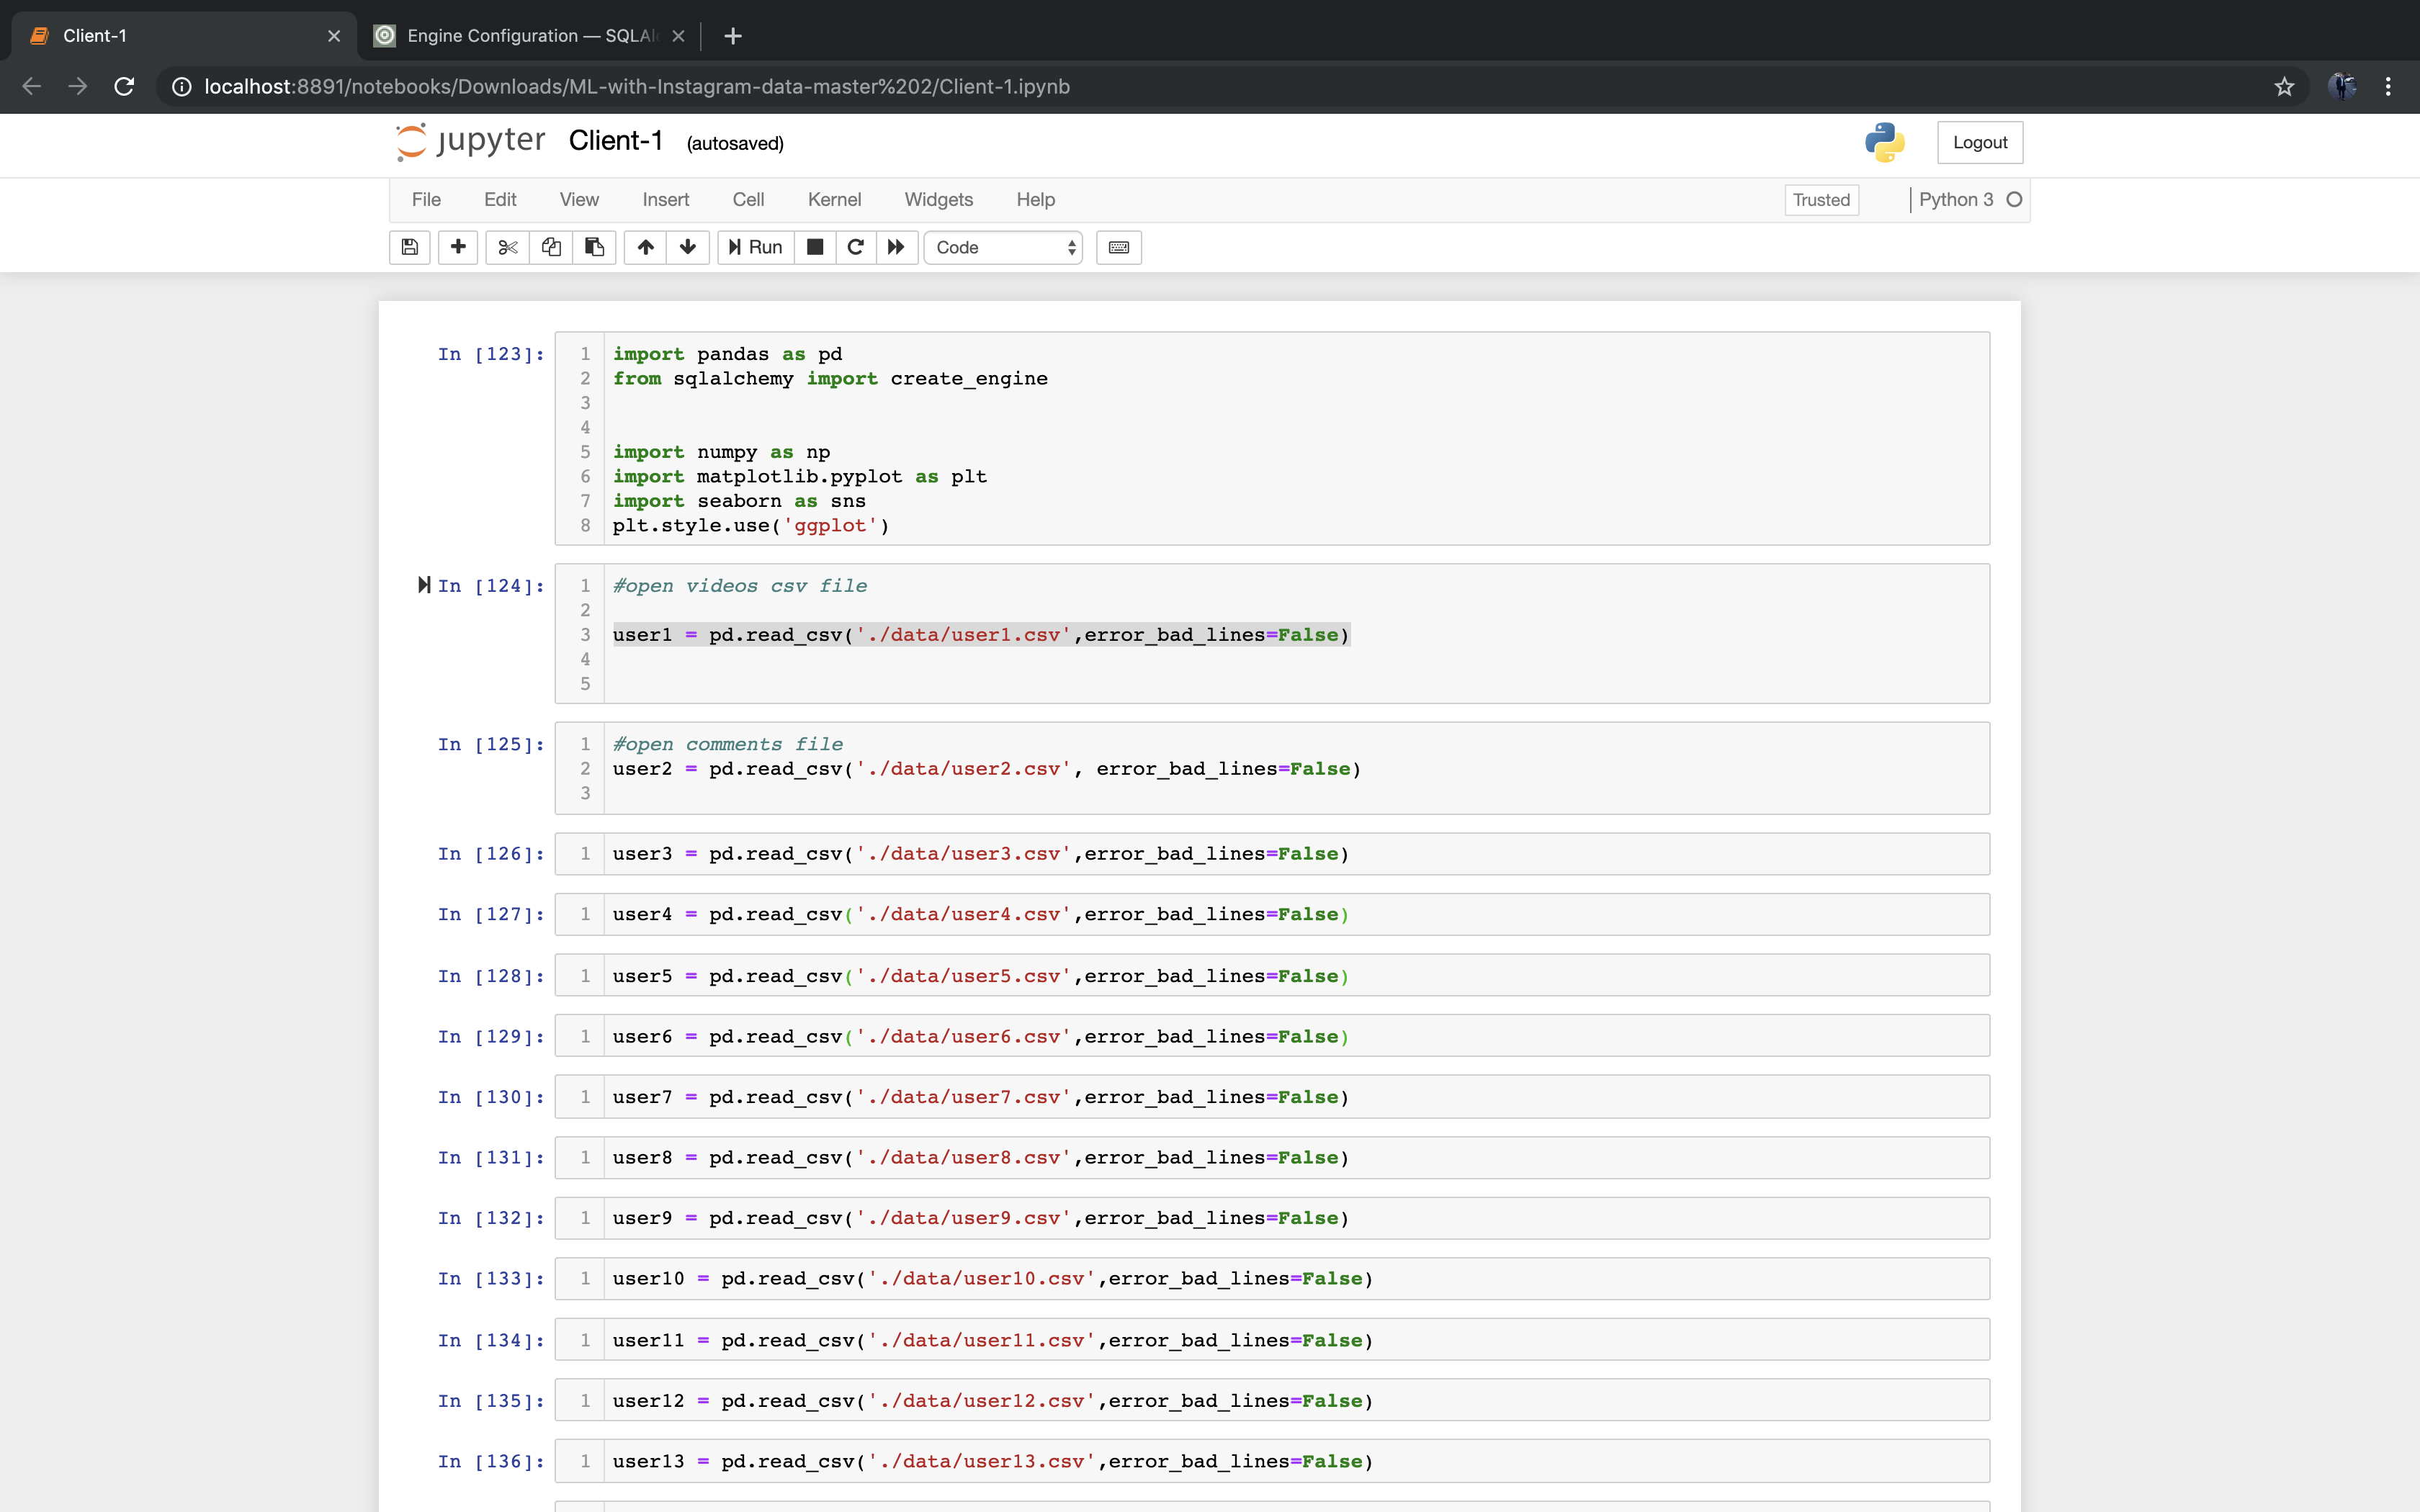 Client-1
Engine Configuration — SQLAl
localhost:8891/notebooks/Downloads/ML-with-Instagram-data-master%202/Client-1.ipynb
jupyter Client-1 (autosaved)
Logout
File Edit View Insert Cell Kernel Widgets Help
Trusted
Python 3
Run
Code
In [123]:
1 import pandas as pd
2 from sqlalchemy import create_engine
3
4
5 import numpy as np
6 import matplotlib.pyplot as plt
7 import seaborn as sns
8 plt.style.use('ggplot')
In [124]:
1 #open videos csv file
2
3 user1 = pd.read_csv('./data/user1.csv',error_bad_lines=False)
4
5
In [125]:
1 #open comments file
2 user2 = pd.read_csv('./data/user2.csv', error_bad_lines=False)
3
In [126]: 1 user3 = pd.read_csv('./data/user3.csv',error_bad_lines=False)
In [127]: 1 user4 = pd.read_csv('./data/user4.csv',error_bad_lines=False)
In [128]: 1 user5 = pd.read_csv('./data/user5.csv',error_bad_lines=False)
In [129]: 1 user6 = pd.read_csv('./data/user6.csv',error_bad_lines=False)
In [130]: 1 user7 = pd.read_csv('./data/user7.csv',error_bad_lines=False)
In [131]: 1 user8 = pd.read_csv('./data/user8.csv',error_bad_lines=False)
In [132]: 1 user9 = pd.read_csv('./data/user9.csv',error_bad_lines=False)
In [133]: 1 user10 = pd.read_csv('./data/user10.csv',error_bad_lines=False)
In [134]: 1 user11 = pd.read_csv('./data/user11.csv',error_bad_lines=False)
In [135]: 1 user12 = pd.read_csv('./data/user12.csv',error_bad_lines=False)
In [136]: 1 user13 = pd.read_csv('./data/user13.csv',error_bad_lines=False)